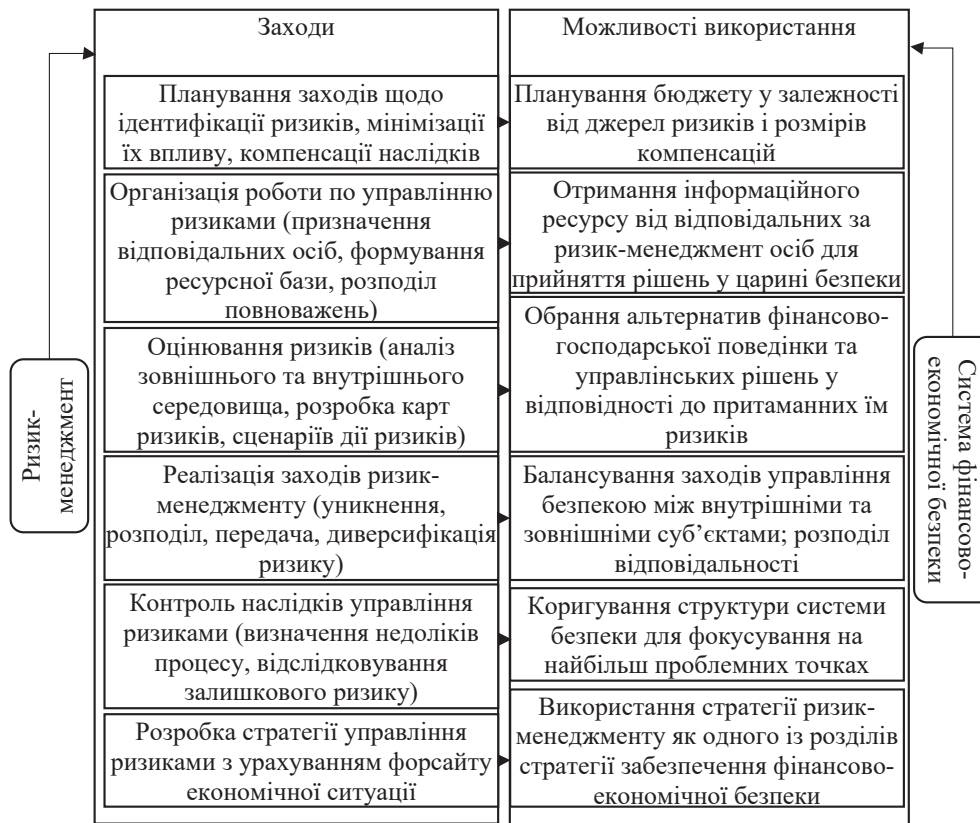 Заходи
Планування заходів щодо
ідентифікації ризиків, мінімізації
їх впливу, компенсації наслідків
Організація роботи по управлінню
ризиками (призначення
відповідальних осіб, формування
ресурсної бази, розподіл
повноважень)
Оцінювання ризиків (аналіз
зовнішнього та внутрішнього
середовища, розробка карт
ризиків, сценаріїв дії ризиків)
Реалізація заходів ризик-
менеджменту (уникнення,
розподіл, передача, диверсифікація
ризику)
Контроль наслідків управління
ризиками (визначення недоліків
процесу, відслідковування
залишкового ризику)
Розробка стратегії управління
ризиками з урахуванням форсайту
економічної ситуації
Можливості використання
Планування бюджету у залежності
від джерел ризиків і розмірів
компенсацій
Отримання інформаційного
ресурсу від відповідальних за
ризик-менеджмент осіб для
прийняття рішень у царині безпеки
Обрання альтернатив фінансово-
господарської поведінки та
управлінських рішень у
відповідності до притаманних їм
ризиків
Балансування заходів управління
безпекою між внутрішніми та
зовнішніми суб’єктами; розподіл
відповідальності
Коригування структури системи
безпеки для фокусування на
найбільш проблемних точках
Використання стратегії ризик-
менеджменту як одного із розділів
стратегії забезпечення фінансово-
економічної безпеки
Ризик-
менеджмент
Система фінансово-
економічної безпеки